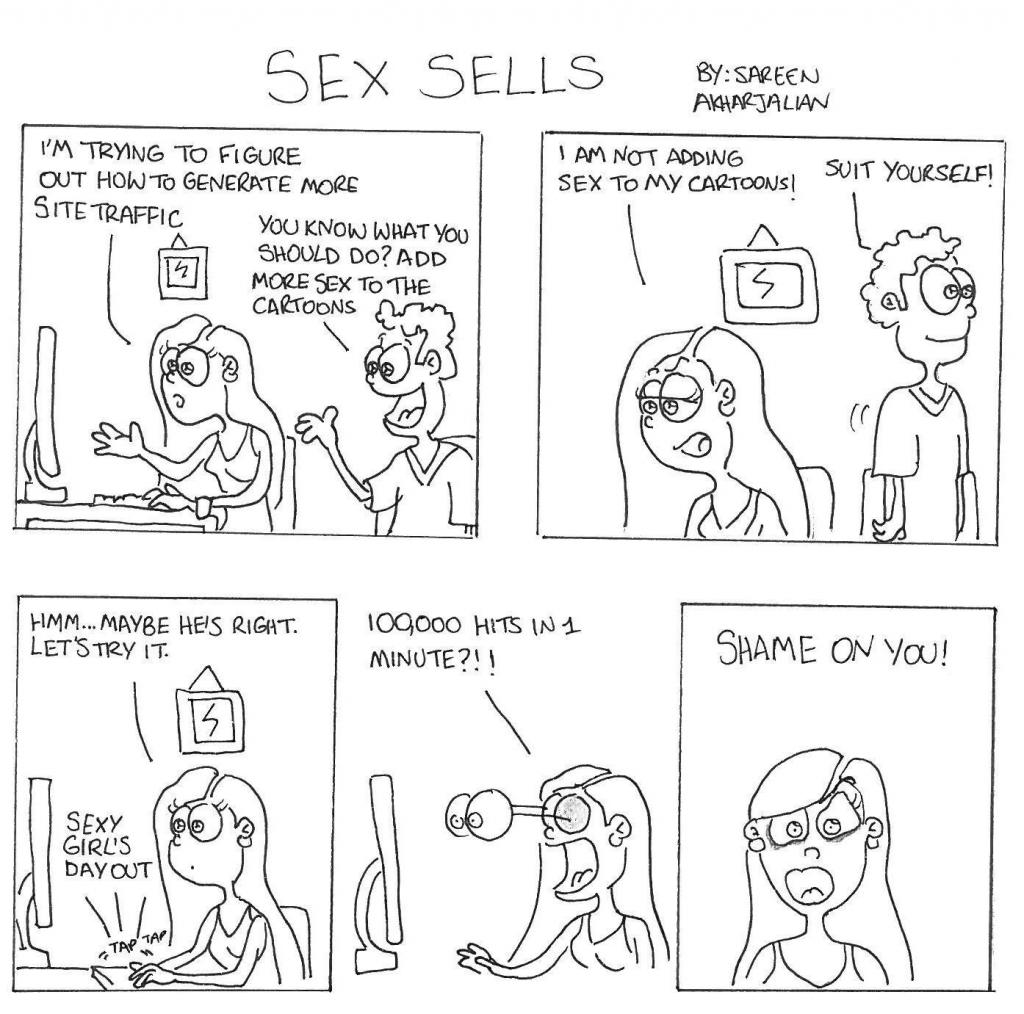 SEX SELLS
BY: SAREEN
AKHARJALIAN
I'M TRYING TO FIGURE
OUT HOW TO GENERATE MORE
SITE TRAFFIC
YOU KNOW WHAT YOU
SHOULD DO? ADD
MORE SEX TO THE
CARTOONS
I AM NOT ADDING
SEX TO MY CARTOONS!
SUIT YOURSELF!
HMM... MAYBE HE'S RIGHT.
LET'S TRY IT.
SEXY
GIRL'S
DAY OUT
TAP TAP
100,000 HITS IN 1
MINUTE?!!
SHAME ON YOU!